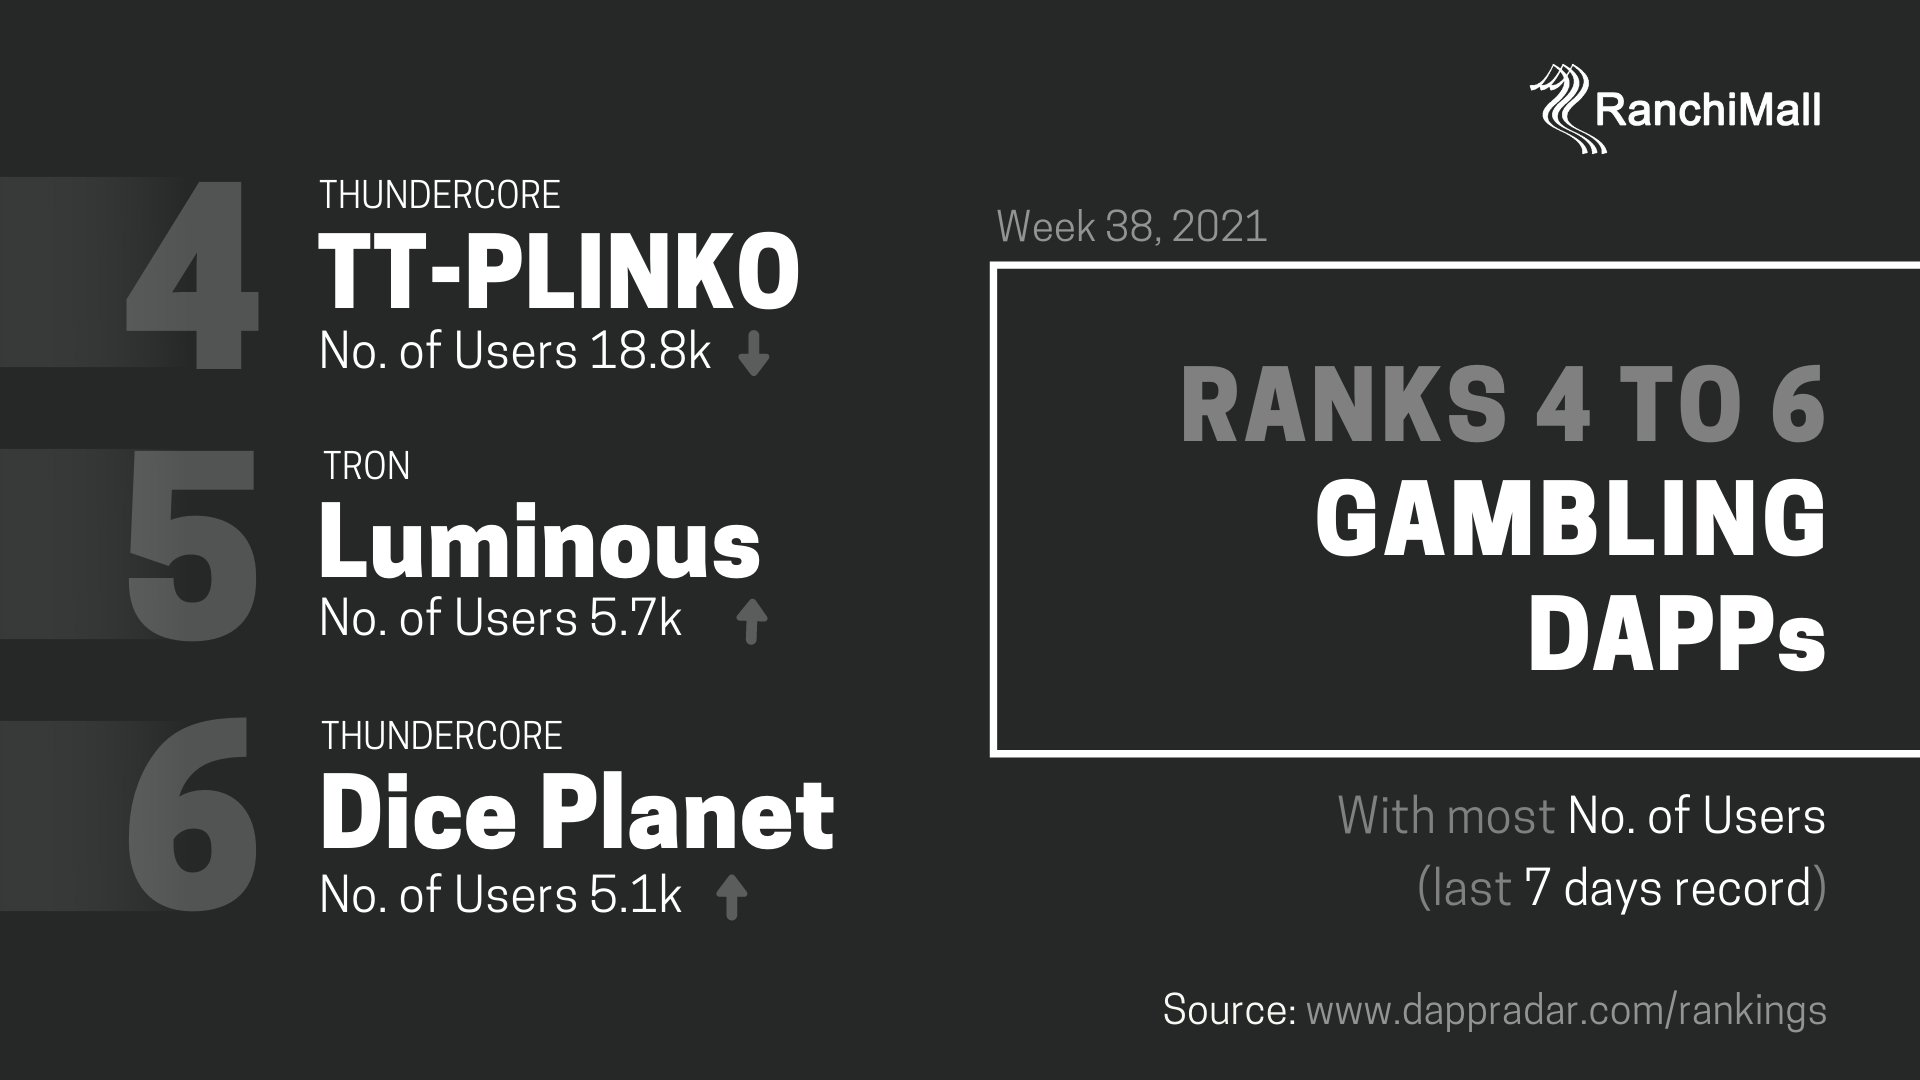 RanchiMall
4
THUNDERCORE
TT-PLINKO
No. of Users 18.8k
5
TRON
Luminous
No. of Users 5.7k
6
THUNDERCORE
Dice Planet
No. of Users 5.1k
Week 38, 2021
RANKS 4 TO 6
GAMBLING
DAPPs
With most No. of Users
(last 7 days record)
Source: www.dappradar.com/rankings